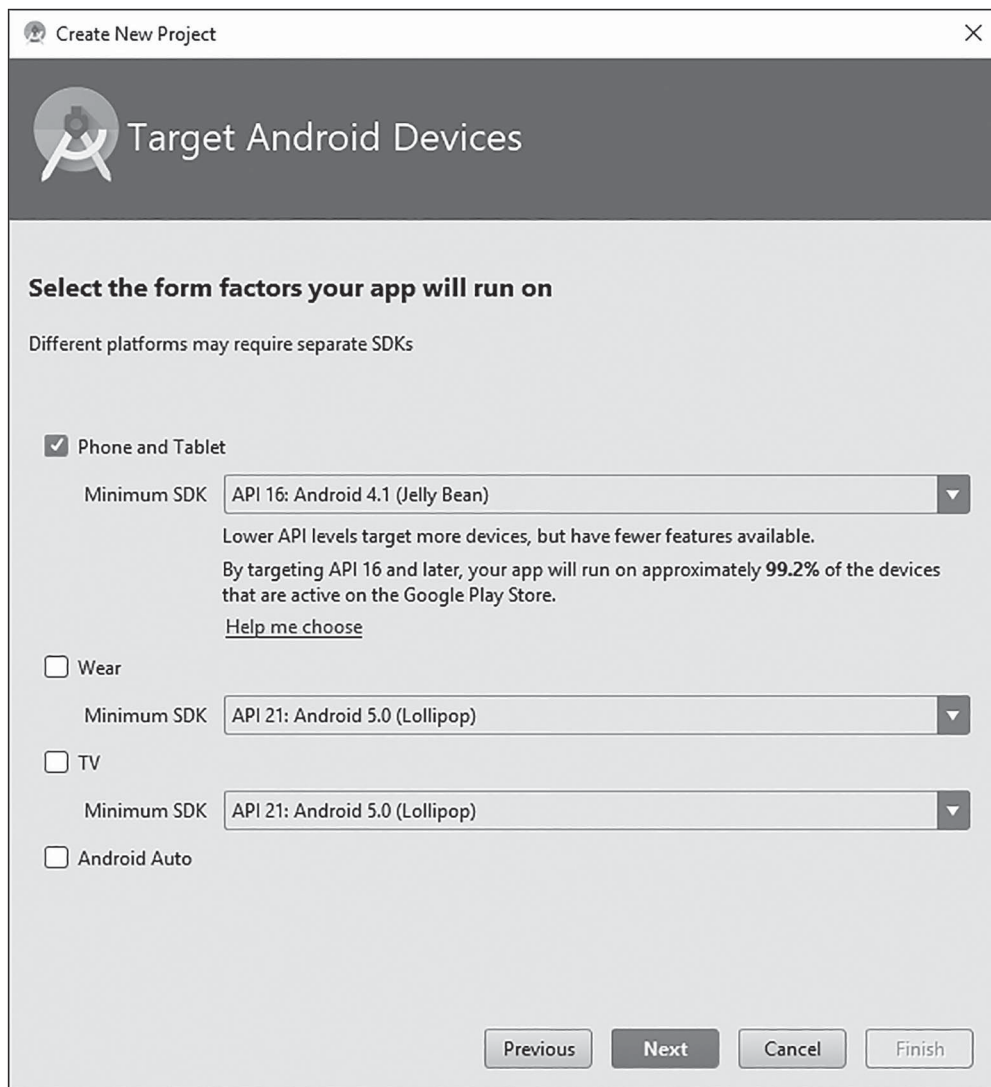 Create New Project
Target Android Devices
Select the form factors your app will run on
Different platforms may require separate SDKs
Phone and Tablet
Minimum SDK API 16: Android 4.1 (Jelly Bean)
Lower API levels target more devices, but have fewer features available.
By targeting API 16 and later, your app will run on approximately 99.2% of the devices
that are active on the Google Play Store.
Help me choose
Wear
Minimum SDK API 21: Android 5.0 (Lollipop)
TV
Minimum SDK API 21: Android 5.0 (Lollipop)
Android Auto
Previous Next Cancel Finish